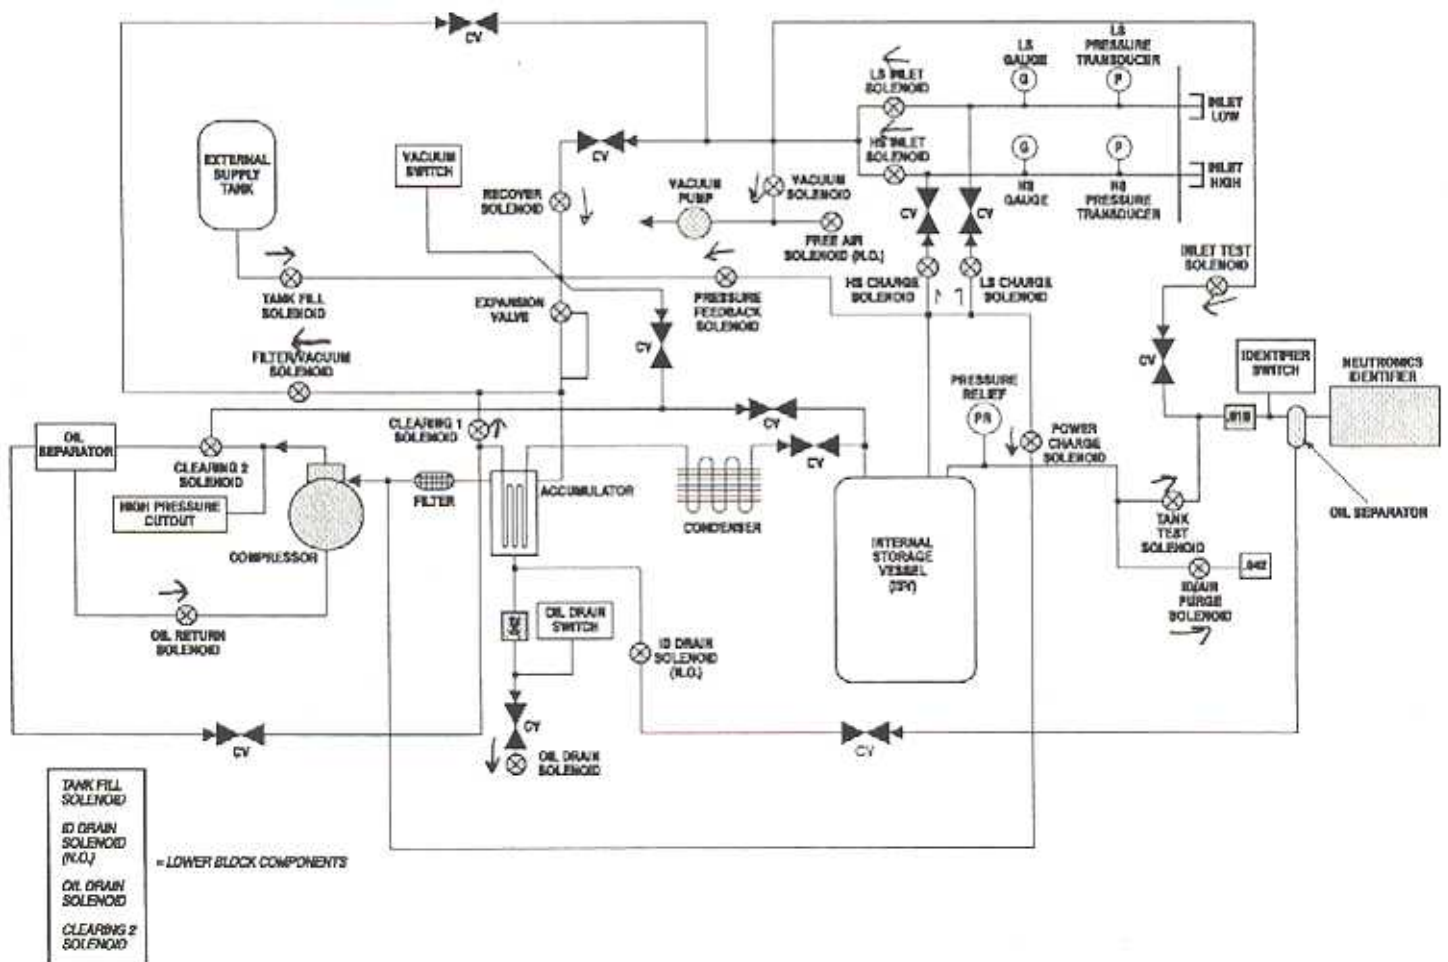 CV
LS
GAUGE
LS
PRESSURE
TRANSDUCER
LS INLET
SOLENOID
INLET
LOW
EXTERNAL
SUPPLY
TANK
VACUUM
SWITCH
CV
HS INLET
SOLENOID
INLET
HIGH
RECOVER
SOLENOID
VACUUM
PUMP
VACUUM
SOLENOID
CV
CV
HS
GAUGE
HS
PRESSURE
TRANSDUCER
G
P
G
P
FREE AIR
SOLENOID (N.O.)
INLET TEST
SOLENOID
TANK FILL
SOLENOID
EXPANSION
VALVE
PRESSURE
FEEDBACK
SOLENOID
HS CHARGE
SOLENOID
LS CHARGE
SOLENOID
FILTER/VACUUM
SOLENOID
CV
CV
IDENTIFIER
SWITCH
NEUTRONICS
IDENTIFIER
PRESSURE
RELIEF
PR
OIL
SEPARATOR
CLEARING 1
SOLENOID
CV
CV
POWER
CHARGE
SOLENOID
CLEARING 2
SOLENOID
HIGH PRESSURE
CUTOUT
COMPRESSOR
FILTER
ACCUMULATOR
CONDENSER
INTERNAL
STORAGE
VESSEL
(ISV)
TANK
TEST
SOLENOID
OIL SEPARATOR
.042
ID/AIR
PURGE
SOLENOID
OIL RETURN
SOLENOID
.042
OIL DRAIN
SWITCH
ID DRAIN
SOLENOID
(N.O.)
CV
CV
CV
OIL DRAIN
SOLENOID
TANK FILL
SOLENOID
ID DRAIN
SOLENOID
(N.O.)
OIL DRAIN
SOLENOID
CLEARING 2
SOLENOID
= LOWER BLOCK COMPONENTS